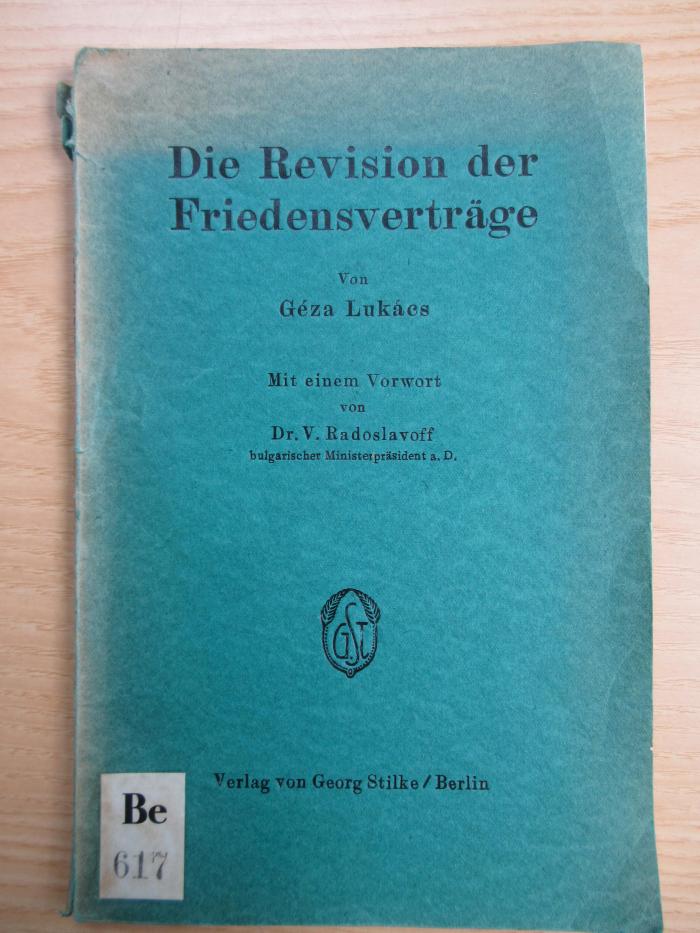 Die Revision der
Friedensverträge
Von
Géza Lukács
Mit einem Vorwort
von
Dr. V. Radoslavoff
bulgarischer Ministerpräsident a. D.
G.St
Verlag von Georg Stilke / Berlin
Be
617